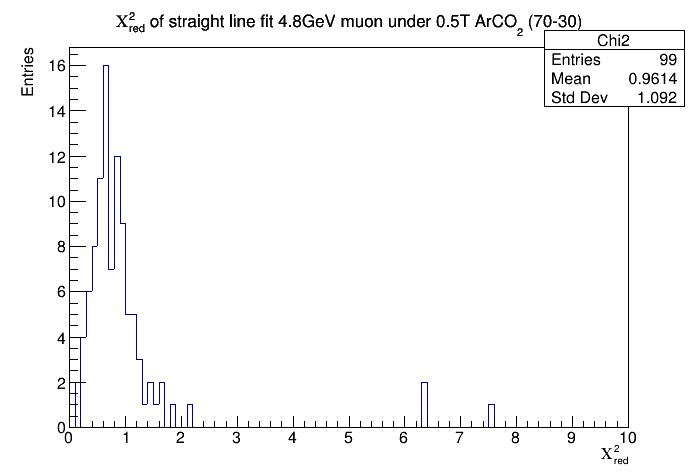 X²red of straight line fit 4.8GeV muon under 0.5T ArCO2 (70-30)
Chi2
Entries 99
Mean 0.9614
Std Dev 1.092
Entries
16
14
12
10
8
6
4
2
0
0 1 2 3 4 5 6 7 8 9 10
X²red